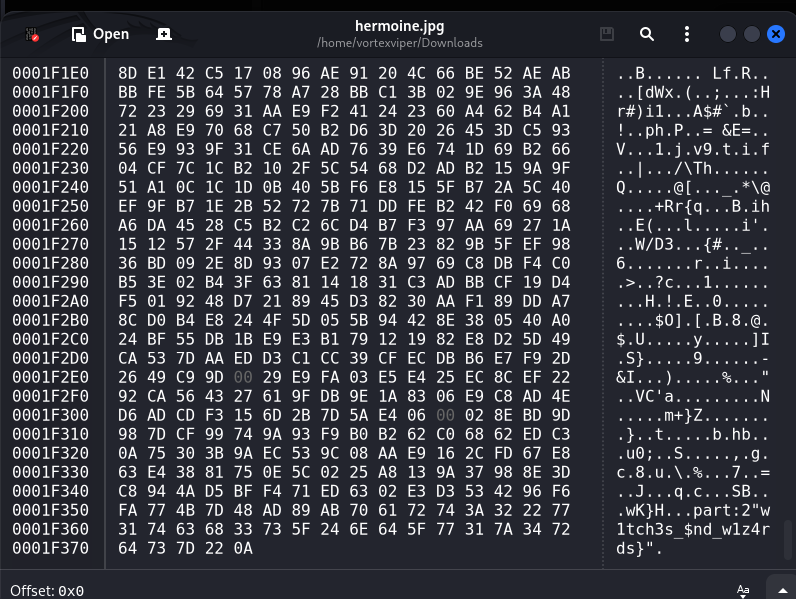 hermoine.jpg
Open
/home/vortexviper/Downloads
0001F1E0 8D E1 42 C5 17 08 96 AE 91 20 4C 66 BE 52 AE AB ..B...... Lf.R..
0001F1F0 BB FE 5B 64 57 78 A7 28 BB C1 3B 02 9E 96 3A 48 ..[dWx.(..;...:H
0001F200 72 23 29 69 31 AA E9 F2 41 24 23 60 A4 62 B4 A1 r#)i1...A$#`.b..
0001F210 21 A8 E9 70 68 C7 50 B2 D6 3D 20 26 45 3D C5 93 !..ph.P..= &E=..
0001F220 56 E9 93 9F 31 CE 6A AD 76 39 E6 74 1D 69 B2 66 V...1.j.v9.t.i.f
0001F230 04 CF 7C 1C B2 10 2F 5C 54 68 D2 AD B2 15 9A 9F ..|.../\Th......
0001F240 51 A1 0C 1C 1D 0B 40 5B F6 E8 15 5F B7 2A 5C 40 Q.....@[..._.*\@
0001F250 EF 9F B7 1E 2B 52 72 7B 71 DD FE B2 42 F0 69 68 ....+Rr{q...B.ih
0001F260 A6 DA 45 28 C5 B2 C2 6C D4 B7 F3 97 AA 69 27 1A ..E(...l.....i'.
0001F270 15 12 57 2F 44 33 8A 9B B6 7B 23 82 9B 5F EF 98 ..W/D3...{#.._..
0001F280 36 BD 09 2E 8D 93 07 E2 72 8A 97 69 C8 DB F4 C0 6.......r..i....
0001F290 B5 3E 02 B4 3F 63 81 14 18 31 C3 AD BB CF 19 D4 .>..?c...1......
0001F2A0 F5 01 92 48 D7 21 89 45 D3 82 30 AA F1 89 DD A7 ...H.!.E..0.....
0001F2B0 8C D0 B4 E8 24 4F 5D 05 5B 94 42 8E 38 05 40 A0 ....$O].[.B.8.@.
0001F2C0 24 BF 55 DB 1B E9 E3 B1 79 12 19 82 E8 D2 5D 49 $.U.....y.....]I
0001F2D0 CA 53 7D AA ED D3 C1 CC 39 CF EC DB B6 E7 F9 2D .S}.....9......-
0001F2E0 26 49 C9 9D 00 29 E9 FA 03 E5 E4 25 EC 8C EF 22 &I...).....%..."
0001F2F0 92 CA 56 43 27 61 9F DB 9E 1A 83 06 E9 C8 AD 4E ..VC'a.........N
0001F300 D6 AD CD F3 15 6D 2B 7D 5A E4 06 00 02 8E BD 9D .....m+}Z.......
0001F310 98 7D CF 99 74 9A 93 F9 B0 B2 62 C0 68 62 ED C3 .}..t.....b.hb..
0001F320 0A 75 30 3B 9A EC 53 9C 08 AA E9 16 2C FD 67 E8 .u0;..S.....,.g.
0001F330 63 E4 38 81 75 0E 5C 02 25 A8 13 9A 37 98 8E 3D c.8.u.\.%...7..=
0001F340 C8 94 4A D5 BF F4 71 ED 63 02 E3 D3 53 42 96 F6 ..J...q.c...SB..
0001F350 FA 77 4B 7D 48 AD 89 AB 70 61 72 74 3A 32 22 77 .wK}H...part:2"w
0001F360 31 74 63 68 33 73 5F 24 6E 64 5F 77 31 7A 34 72 1tch3s_$nd_w1z4r
0001F370 64 73 7D 22 0A ds}".
Offset: 0x0
Aa